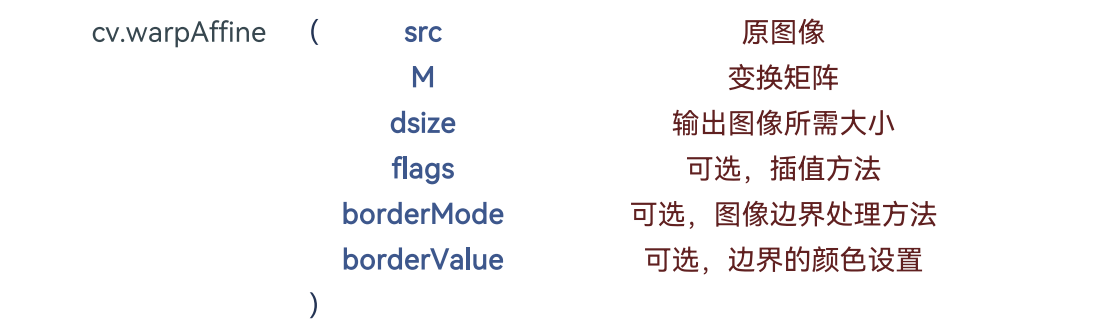 cv.warpAffine ( src 原图像
M 变换矩阵
dsize 输出图像所需大小
flags 可选，插值方法
borderMode 可选，图像边界处理方法
borderValue 可选，边界的颜色设置
)